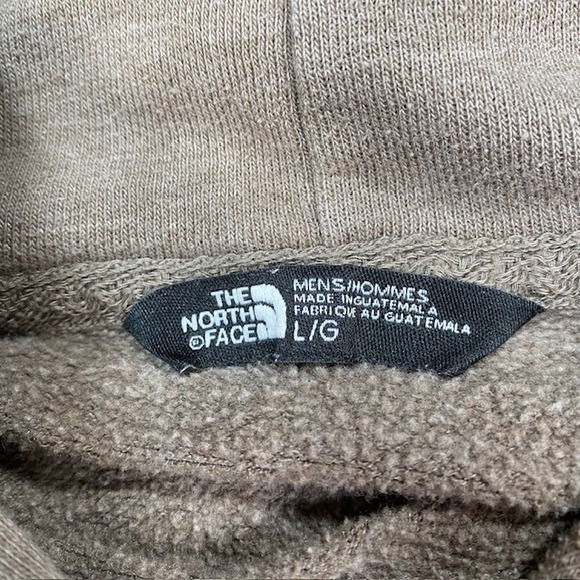 THE
NORTH
FACE
MENS/HOMMES
MADE IN GUATEMALA
FABRIQUE AU GUATEMALA
L/G